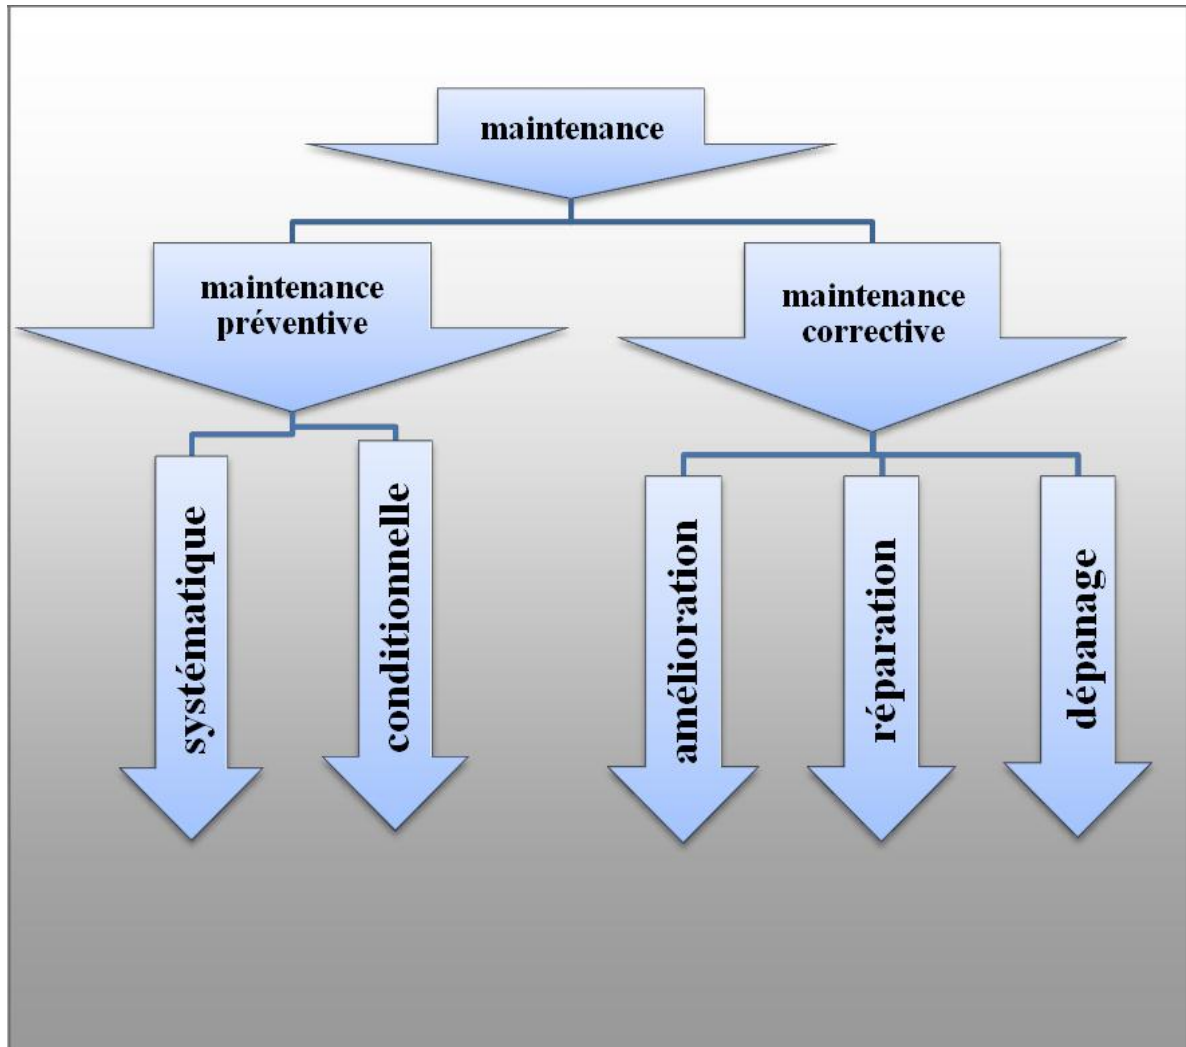 maintenance
maintenance
préventive
maintenance
corrective
systématique
conditionnelle
amélioration
réparation
dépanage